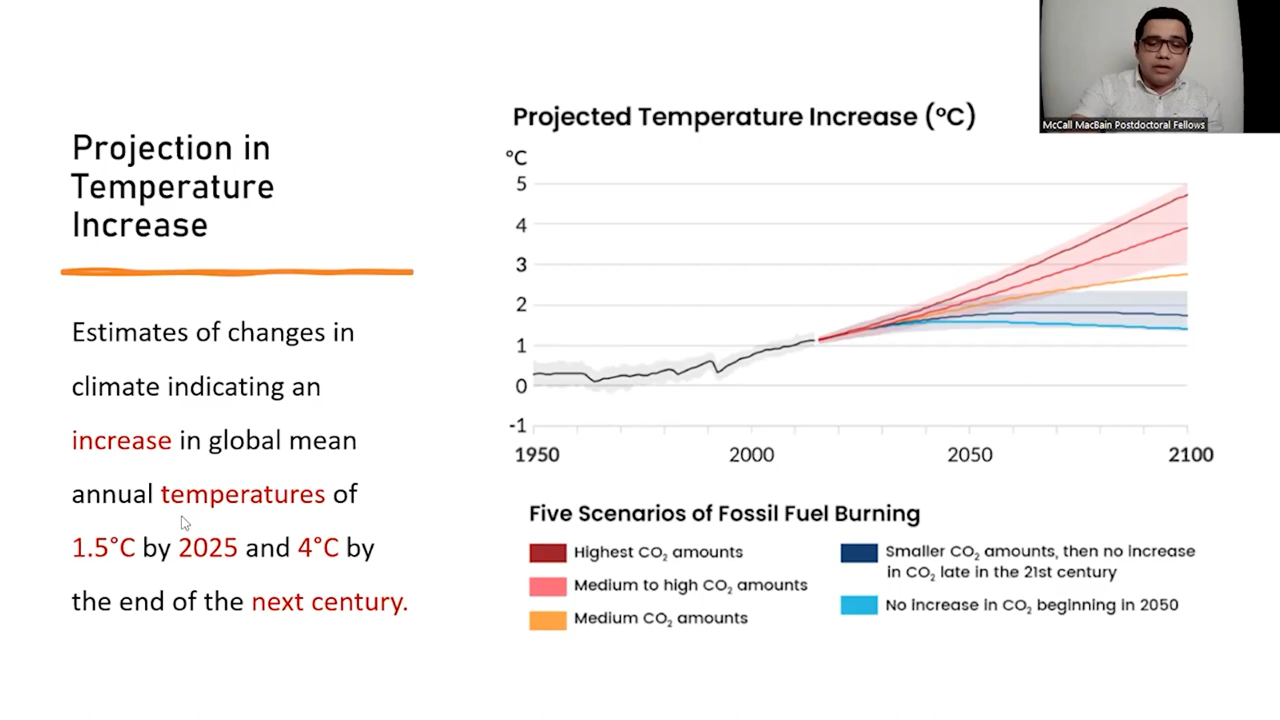 Projection in
Temperature
Increase
Estimates of changes in
climate indicating an
increase in global mean
annual temperatures of
1.5°C by 2025 and 4°C by
the end of the next century.
Projected Temperature Increase (°C)
°C
5
4
3
2
1
0
-1
1950
2000
2050
2100
Five Scenarios of Fossil Fuel Burning
Highest CO₂ amounts
Medium to high CO₂ amounts
Medium CO₂ amounts
Smaller CO₂ amounts, then no increase
in CO₂ late in the 21st century
No increase in CO₂ beginning in 2050
McCall MacBain Postdoctoral Fellows